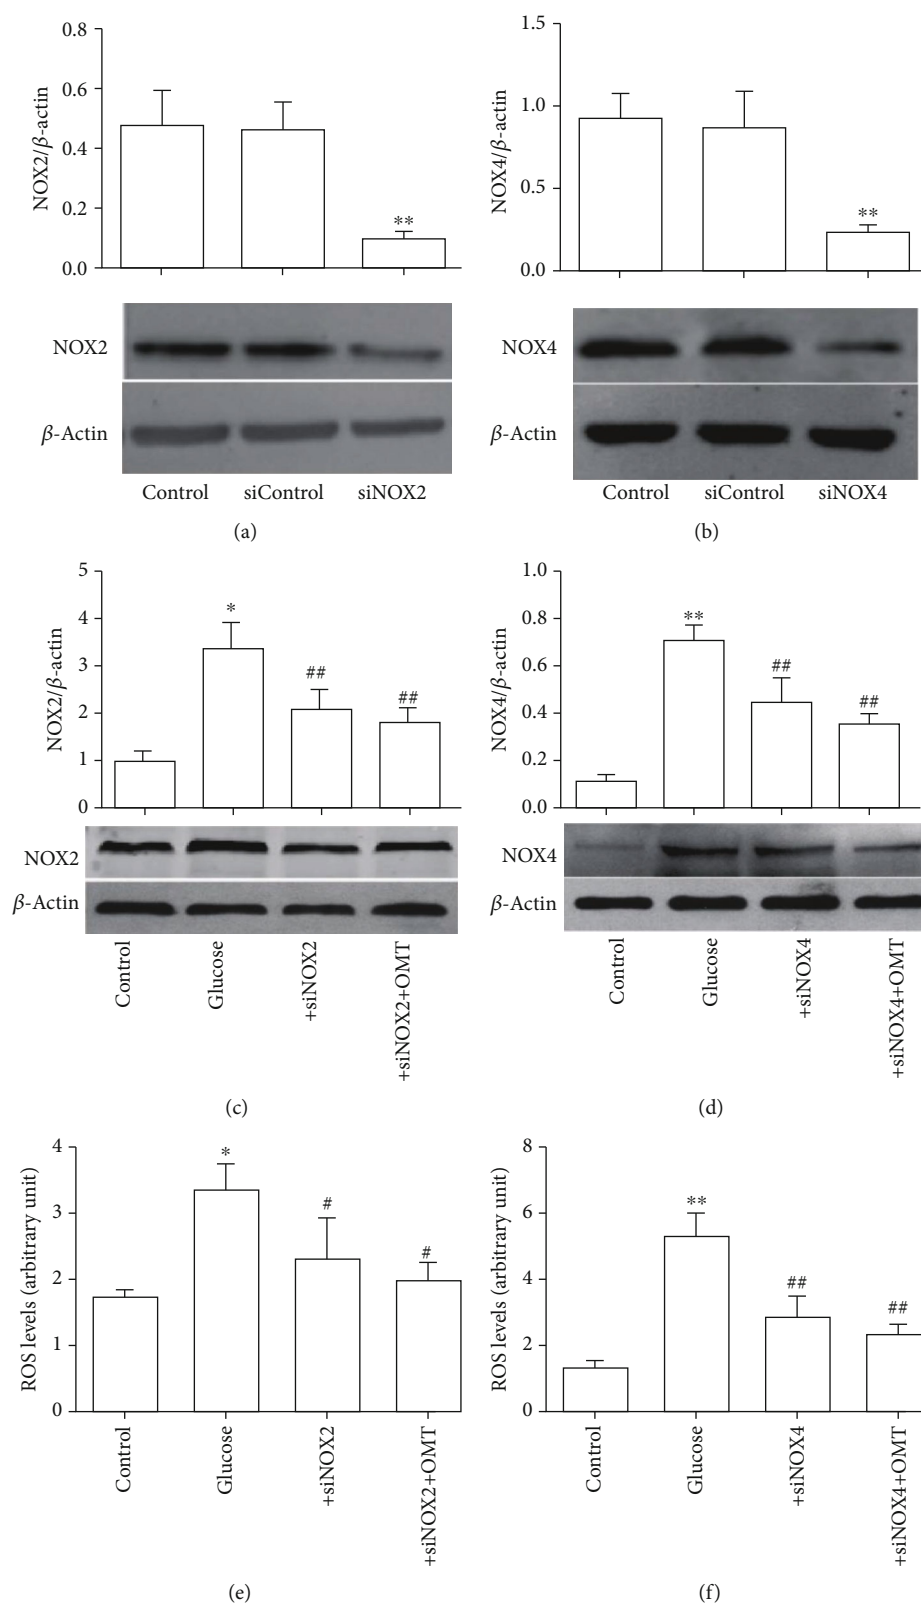 0.8
0.6
0.4
0.2
0.0
NOX2/β-actin
**
NOX2
β-Actin
Control siControl siNOX2
(a)
1.5
1.0
0.5
0.0
NOX4/β-actin
**
NOX4
β-Actin
Control siControl siNOX4
(b)
5
4
3
2
1
0
NOX2/β-actin
*
##
##
NOX2
β-Actin
Control
Glucose
+siNOX2
+siNOX2+OMT
(c)
1.0
0.8
0.6
0.4
0.2
0.0
NOX4/β-actin
**
##
##
NOX4
β-Actin
Control
Glucose
+siNOX4
+siNOX4+OMT
(d)
4
3
2
1
0
ROS levels (arbitrary unit)
*
#
#
Control
Glucose
+siNOX2
+siNOX2+OMT
(e)
8
6
4
2
0
ROS levels (arbitrary unit)
**
##
##
Control
Glucose
+siNOX4
+siNOX4+OMT
(f)